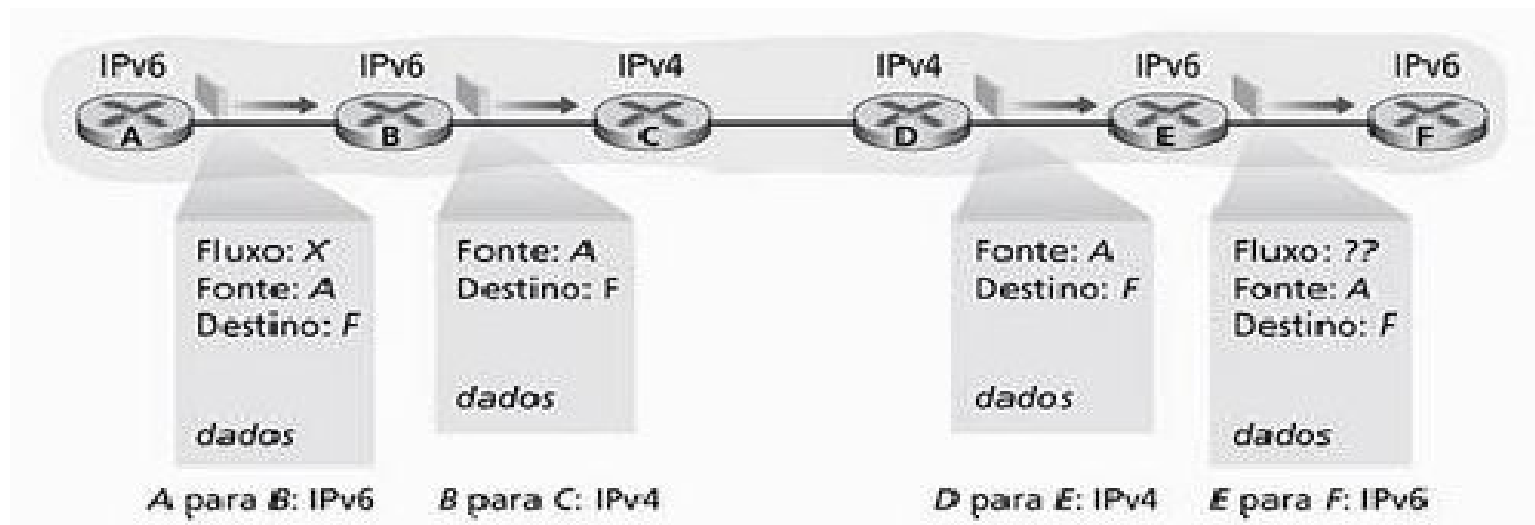 IPv6
IPv6
IPv4
IPv4
IPv6
IPv6
A
B
C
D
E
F
Fluxo: X
Fonte: A
Destino: F
dados
Fonte: A
Destino: F
dados
Fonte: A
Destino: F
dados
Fluxo: ??
Fonte: A
Destino: F
dados
A para B: IPv6
B para C: IPv4
D para E: IPv4
E para F: IPv6